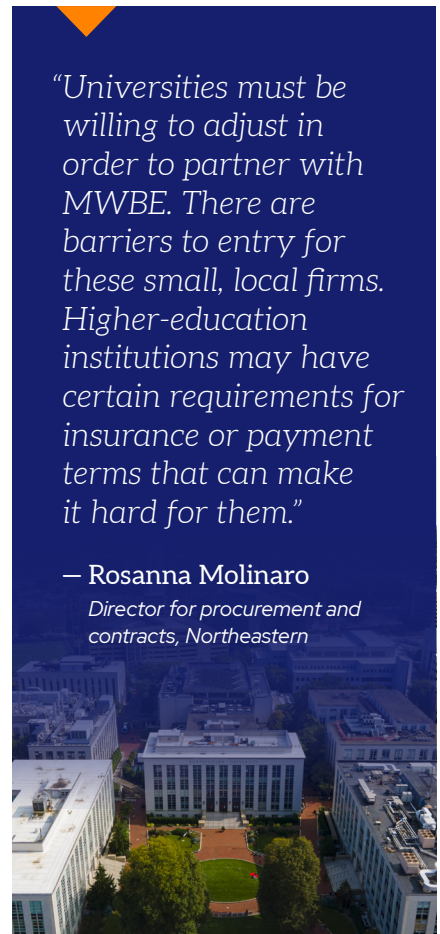 “Universities must be
willing to adjust in
order to partner with
MWBE. There are
barriers to entry for
these small, local firms.
Higher-education
institutions may have
certain requirements for
insurance or payment
terms that can make
it hard for them.”
— Rosanna Molinaro
Director for procurement and
contracts, Northeastern